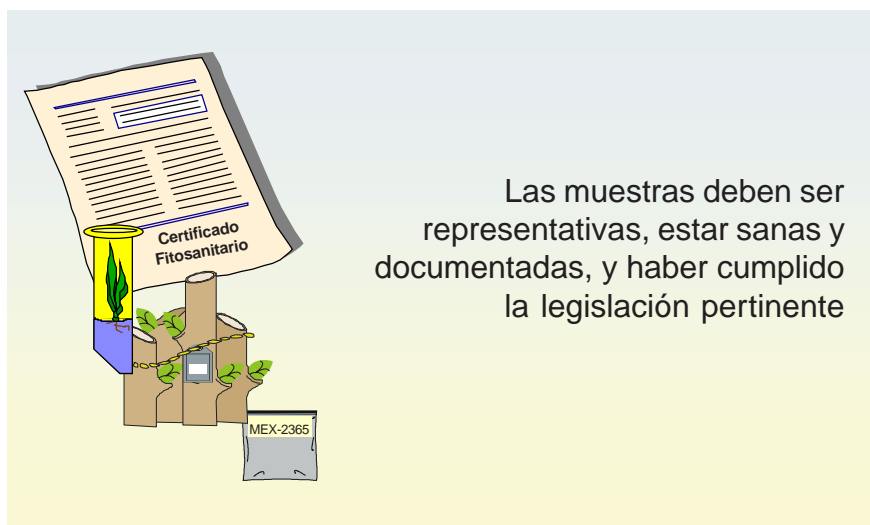 Certificado
Fitosanitario
MEX-2365
Las muestras deben ser
representativas, estar sanas y
documentadas, y haber cumplido
la legislación pertinente